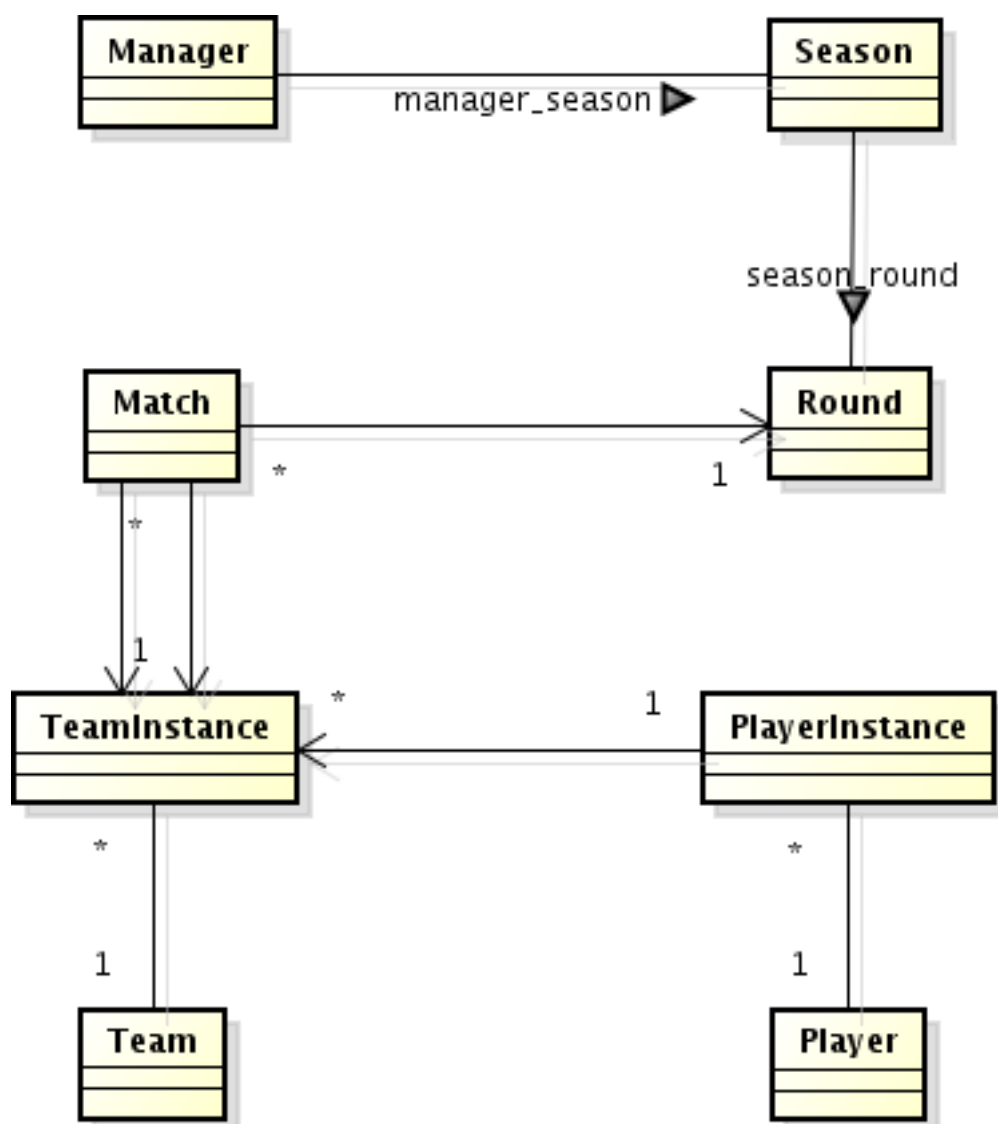 Manager
Season
manager_season
season_round
Match
Round
*
1
*
1
*
1
TeamInstance
PlayerInstance
*
*
1
1
Team
Player